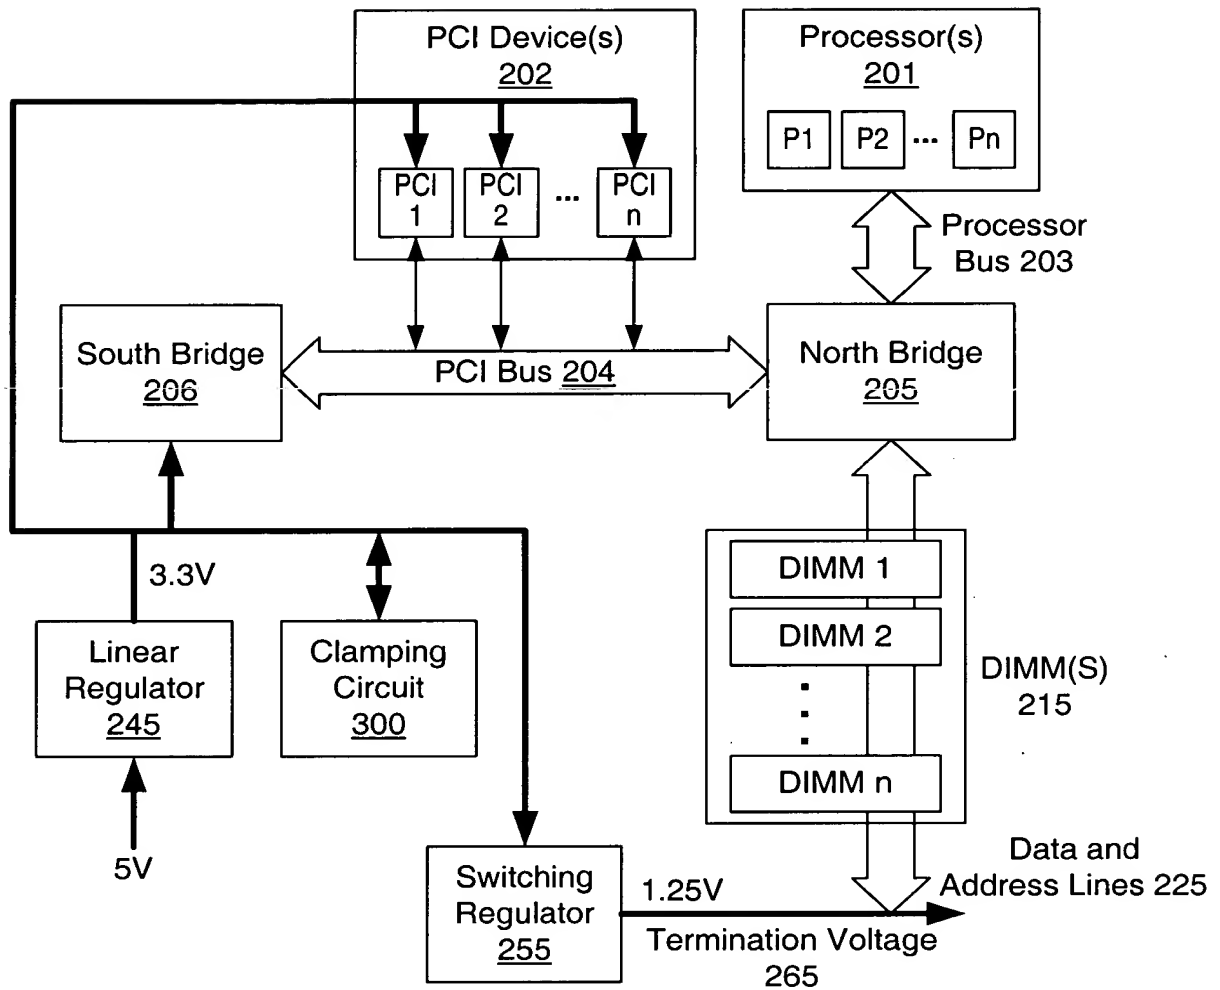 PCI Device(s)
202
PCI
1
PCI
2
...
PCI
n
Processor(s)
201
P1
P2
...
Pn
Processor
Bus 203
South Bridge
206
PCI Bus 204
North Bridge
205
3.3V
Linear
Regulator
245
5V
Clamping
Circuit
300
DIMM 1
DIMM 2
DIMM n
DIMM(S)
215
Switching
Regulator
255
1.25V
Termination Voltage
265
Data and
Address Lines 225